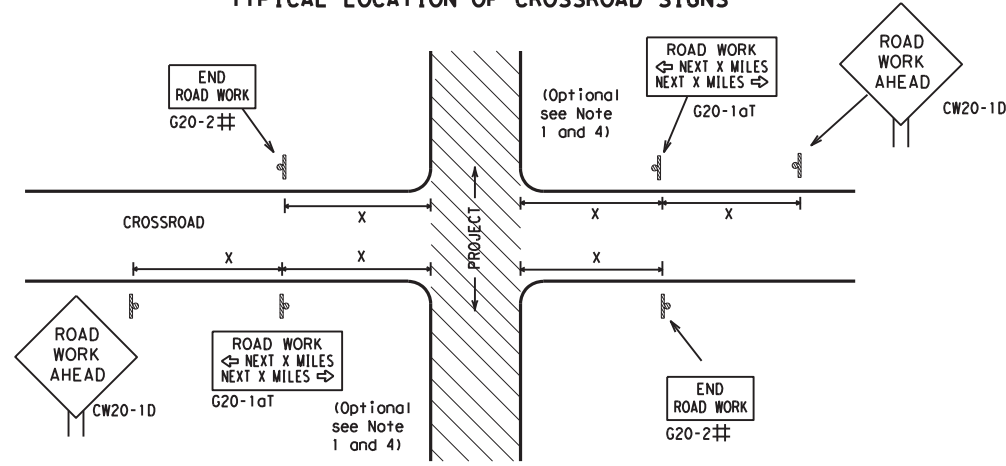 TYPICAL LOCATION OF CROSSROAD SIGNS
ROAD
WORK
AHEAD
CW20-1D
ROAD WORK
⇦ NEXT X MILES
NEXT X MILES ⇨
G20-1aT
(Optional
see Note
1 and 4)
END
ROAD WORK
G20-2#
X
X
X
CROSSROAD
PROJECT
X
X
X
ROAD
WORK
AHEAD
CW20-1D
ROAD WORK
⇦ NEXT X MILES
NEXT X MILES ⇨
G20-1aT
(Optional
see Note
1 and 4)
END
ROAD WORK
G20-2#